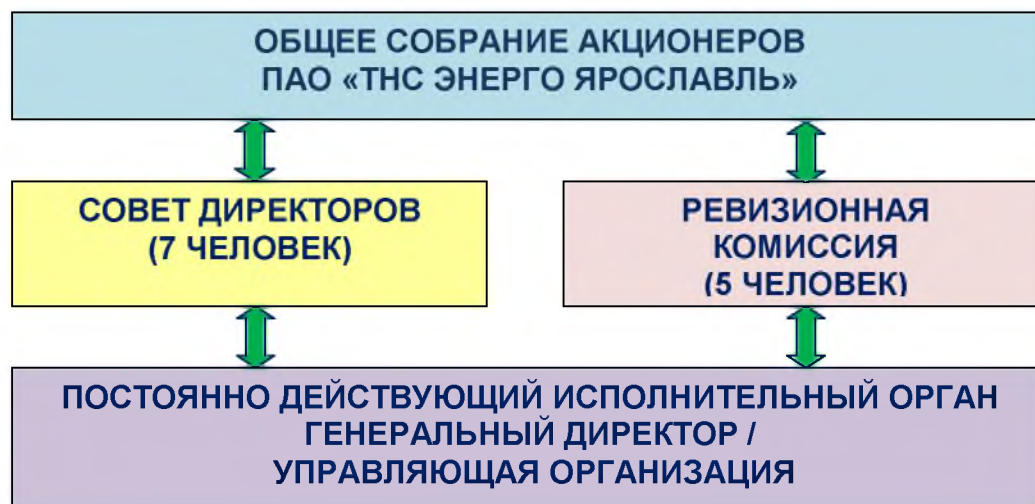 ОБЩЕЕ СОБРАНИЕ АКЦИОНЕРОВ
ПАО «ТНС ЭНЕРГО ЯРОСЛАВЛЬ»
СОВЕТ ДИРЕКТОРОВ
(7 ЧЕЛОВЕК)
РЕВИЗИОННАЯ
КОМИССИЯ
(5 ЧЕЛОВЕК)
ПОСТОЯННО ДЕЙСТВУЮЩИЙ ИСПОЛНИТЕЛЬНЫЙ ОРГАН
ГЕНЕРАЛЬНЫЙ ДИРЕКТОР /
УПРАВЛЯЮЩАЯ ОРГАНИЗАЦИЯ